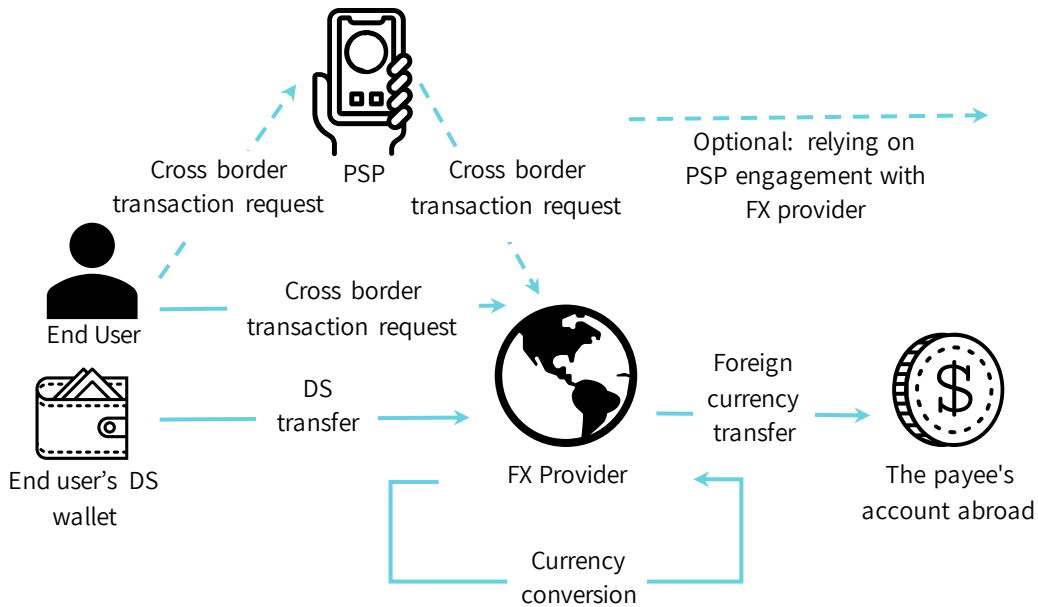 PSP
Cross border
transaction request
Cross border
transaction request
Optional: relying on
PSP engagement with
FX provider
End User
Cross border
transaction request
DS
transfer
Foreign
currency
transfer
$
End user’s DS
wallet
FX Provider
The payee's
account abroad
Currency
conversion